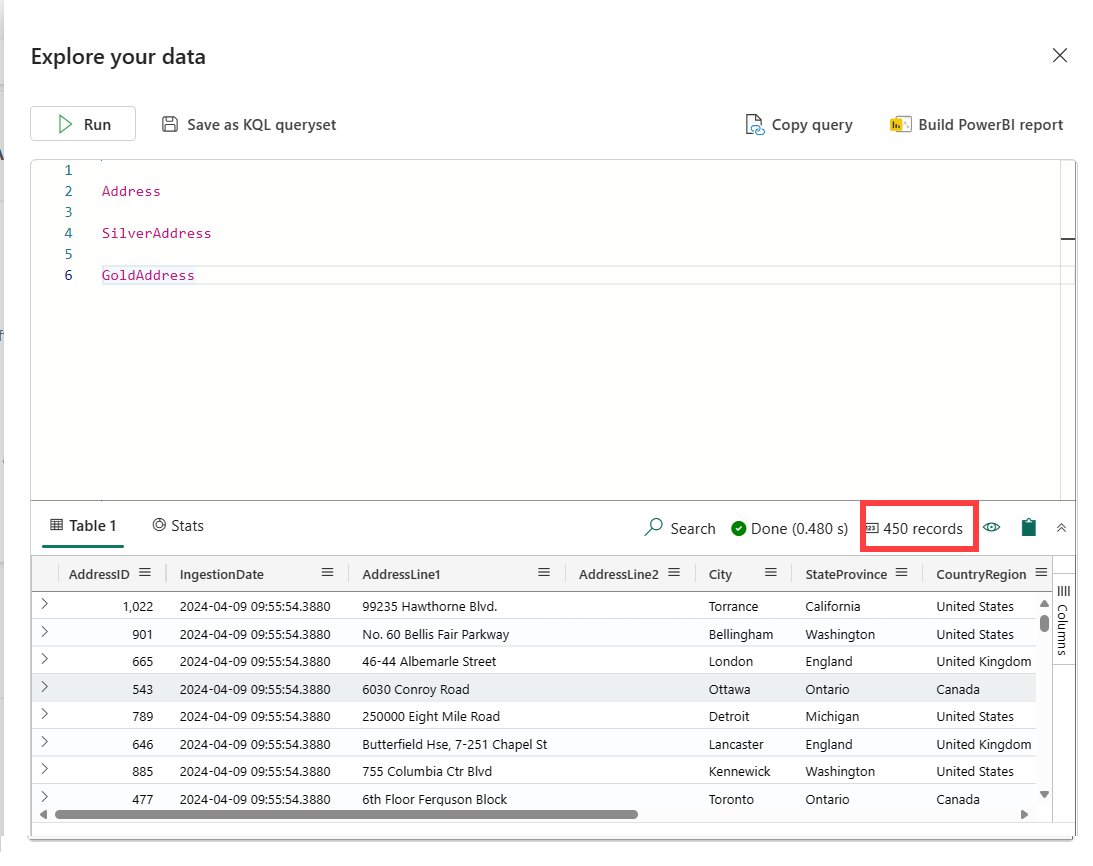 Explore your data
Run Save as KQL queryset Copy query Build PowerBI report
1
2 Address
3
4 SilverAddress
5
6 GoldAddress
Table 1 Stats Search Done (0.480 s) 450 records
AddressID IngestionDate AddressLine1 AddressLine2 City StateProvince CountryRegion
1,022 2024-04-09 09:55:54.3880 99235 Hawthorne Blvd. Torrance California United States
901 2024-04-09 09:55:54.3880 No. 60 Bellis Fair Parkway Bellingham Washington United States
665 2024-04-09 09:55:54.3880 46-44 Albemarle Street London England United Kingdom
543 2024-04-09 09:55:54.3880 6030 Conroy Road Ottawa Ontario Canada
789 2024-04-09 09:55:54.3880 250000 Eight Mile Road Detroit Michigan United States
646 2024-04-09 09:55:54.3880 Butterfield Hse, 7-251 Chapel St Lancaster England United Kingdom
885 2024-04-09 09:55:54.3880 755 Columbia Ctr Blvd Kennewick Washington United States
477 2024-04-09 09:55:54.3880 6th Floor Ferguson Block Toronto Ontario Canada
Columns